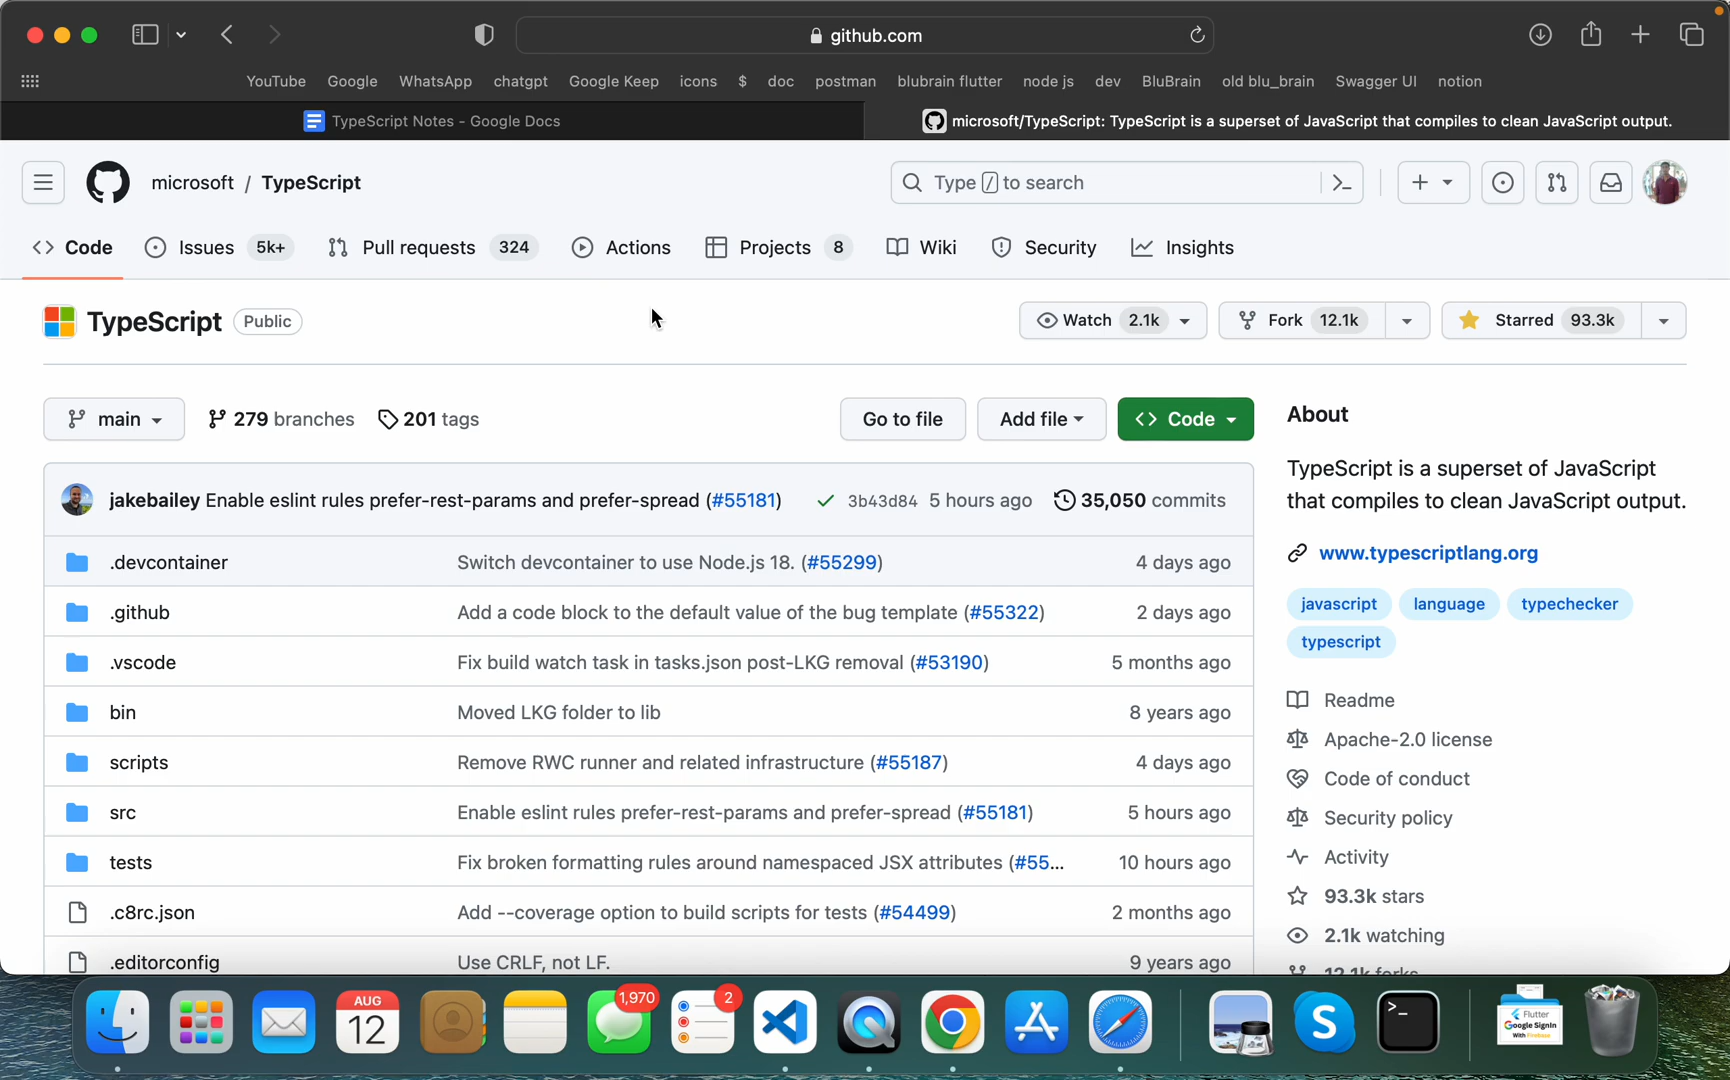 github.com
YouTube Google WhatsApp chatgpt Google Keep icons $ doc postman blubrain flutter node js dev BluBrain old blu_brain Swagger UI notion
TypeScript Notes - Google Docs
microsoft/TypeScript: TypeScript is a superset of JavaScript that compiles to clean JavaScript output.
microsoft / TypeScript
Type / to search
Code Issues 5k+ Pull requests 324 Actions Projects 8 Wiki Security Insights
TypeScript Public
Watch 2.1k Fork 12.1k Starred 93.3k
main 279 branches 201 tags
Go to file Add file Code
jakebailey Enable eslint rules prefer-rest-params and prefer-spread (#55181) 3b43d84 5 hours ago 35,050 commits
.devcontainer Switch devcontainer to use Node.js 18. (#55299) 4 days ago
.github Add a code block to the default value of the bug template (#55322) 2 days ago
.vscode Fix build watch task in tasks.json post-LKG removal (#53190) 5 months ago
bin Moved LKG folder to lib 8 years ago
scripts Remove RWC runner and related infrastructure (#55187) 4 days ago
src Enable eslint rules prefer-rest-params and prefer-spread (#55181) 5 hours ago
tests Fix broken formatting rules around namespaced JSX attributes (#55... 10 hours ago
.c8rc.json Add --coverage option to build scripts for tests (#54499) 2 months ago
.editorconfig Use CRLF, not LF. 9 years ago
About
TypeScript is a superset of JavaScript
that compiles to clean JavaScript output.
www.typescriptlang.org
javascript language typechecker
typescript
Readme
Apache-2.0 license
Code of conduct
Security policy
Activity
93.3k stars
2.1k watching
12.1k forks
AUG
12
1,970
2
S
>_
Flutter
Google SignIn
With Firebase